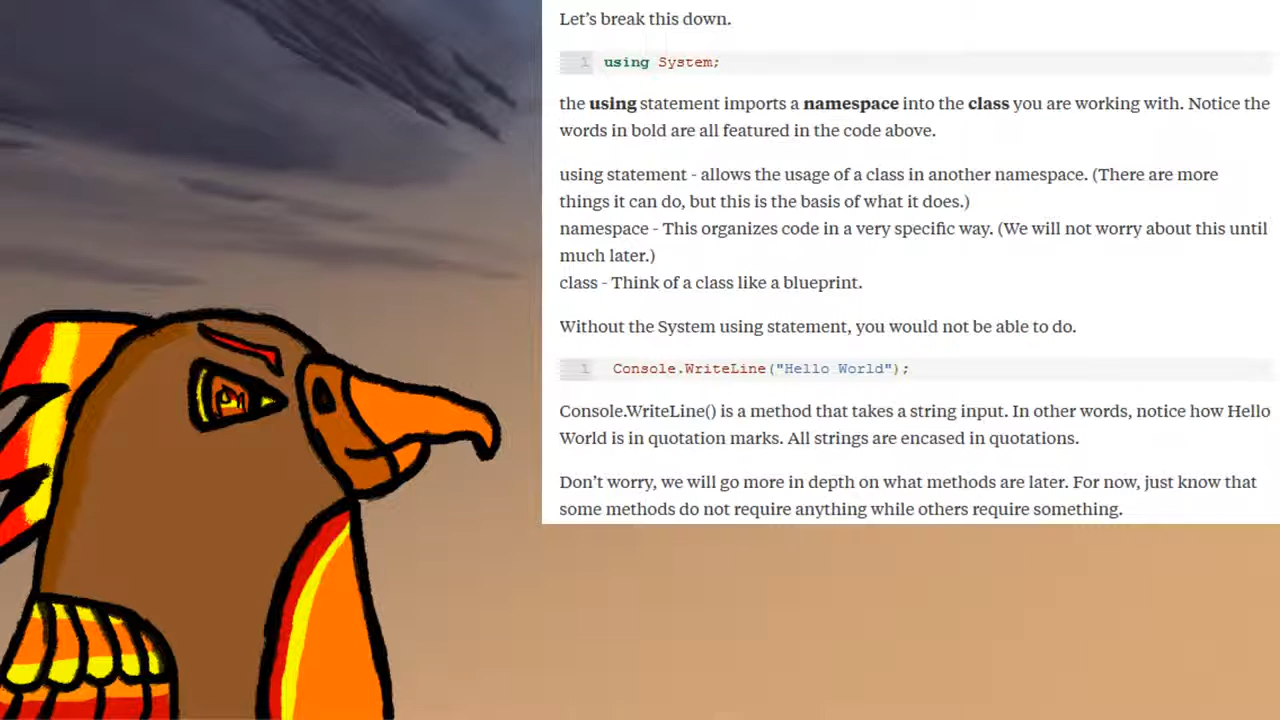 Let’s break this down.
1 using System;
the using statement imports a namespace into the class you are working with. Notice the
words in bold are all featured in the code above.
using statement - allows the usage of a class in another namespace. (There are more
things it can do, but this is the basis of what it does.)
namespace - This organizes code in a very specific way. (We will not worry about this until
much later.)
class - Think of a class like a blueprint.
Without the System using statement, you would not be able to do.
1 Console.WriteLine("Hello World");
Console.WriteLine() is a method that takes a string input. In other words, notice how Hello
World is in quotation marks. All strings are encased in quotations.
Don’t worry, we will go more in depth on what methods are later. For now, just know that
some methods do not require anything while others require something.